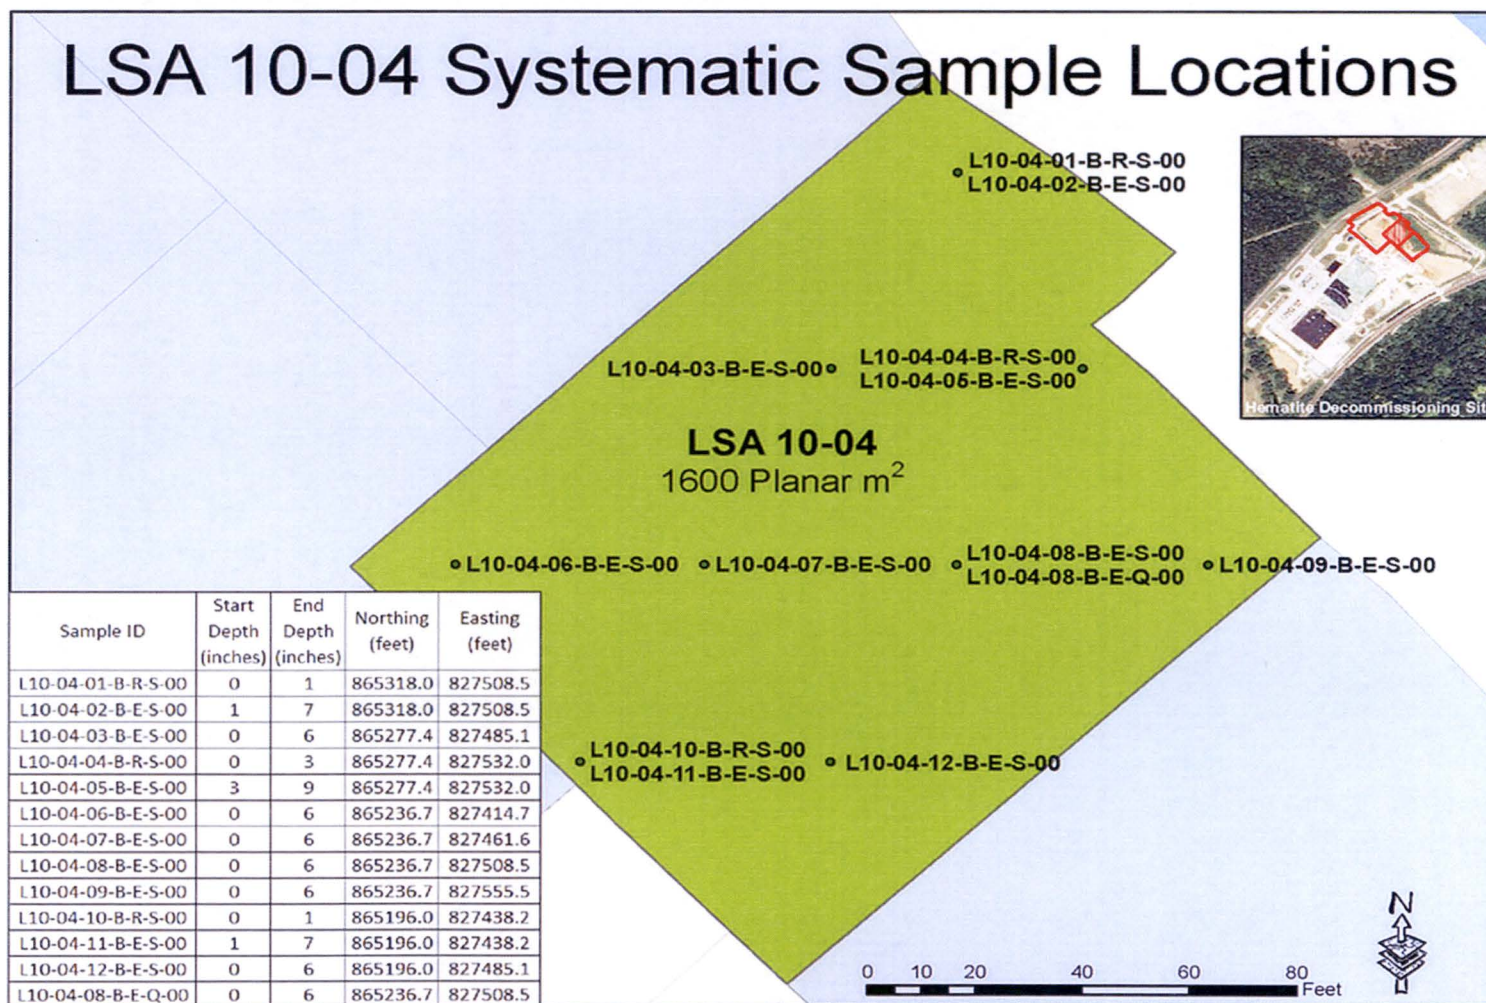 LSA 10-04 Systematic Sample Locations
L10-04-01-B-R-S-00
L10-04-02-B-E-S-00
Hematite Decommissioning Sit
L10-04-03-B-E-S-00
L10-04-04-B-R-S-00
L10-04-05-B-E-S-00
LSA 10-04
1600 Planar m²
L10-04-06-B-E-S-00
L10-04-07-B-E-S-00
L10-04-08-B-E-S-00
L10-04-08-B-E-Q-00
L10-04-09-B-E-S-00
L10-04-10-B-R-S-00
L10-04-11-B-E-S-00
L10-04-12-B-E-S-00
Sample ID Start Depth (inches) End Depth (inches) Northing (feet) Easting (feet)
L10-04-01-B-R-S-00 0 1 865318.0 827508.5
L10-04-02-B-E-S-00 1 7 865318.0 827508.5
L10-04-03-B-E-S-00 0 6 865277.4 827485.1
L10-04-04-B-R-S-00 0 3 865277.4 827532.0
L10-04-05-B-E-S-00 3 9 865277.4 827532.0
L10-04-06-B-E-S-00 0 6 865236.7 827414.7
L10-04-07-B-E-S-00 0 6 865236.7 827461.6
L10-04-08-B-E-S-00 0 6 865236.7 827508.5
L10-04-09-B-E-S-00 0 6 865236.7 827555.5
L10-04-10-B-R-S-00 0 1 865196.0 827438.2
L10-04-11-B-E-S-00 1 7 865196.0 827438.2
L10-04-12-B-E-S-00 0 6 865196.0 827485.1
L10-04-08-B-E-Q-00 0 6 865236.7 827508.5
N
0 10 20 40 60 80
Feet